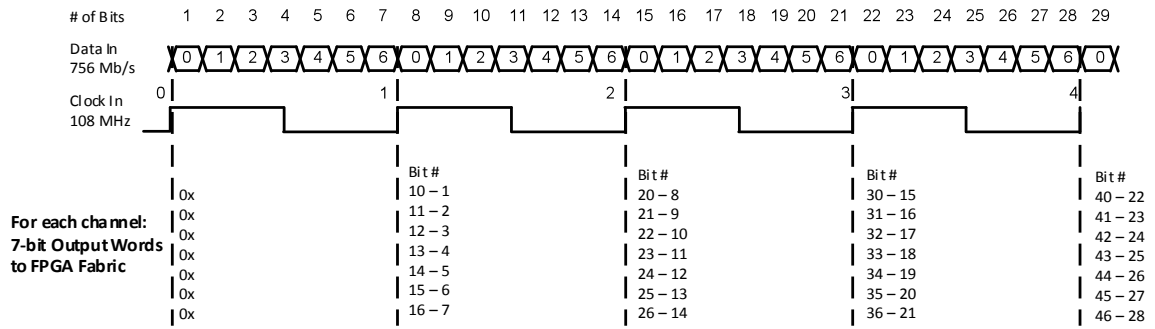 # of Bits 1 2 3 4 5 6 7 8 9 10 11 12 13 14 15 16 17 18 19 20 21 22 23 24 25 26 27 28 29
Data In
756 Mb/s
0 1 2 3 4 5 6 0 1 2 3 4 5 6 0 1 2 3 4 5 6 0 1 2 3 4 5 6 0
Clock In
108 MHz
0 1 2 3 4
For each channel:
7-bit Output Words
to FPGA Fabric
0x
0x
0x
0x
0x
0x
0x
Bit #
10 – 1
11 – 2
12 – 3
13 – 4
14 – 5
15 – 6
16 – 7
Bit #
20 – 8
21 – 9
22 – 10
23 – 11
24 – 12
25 – 13
26 – 14
Bit #
30 – 15
31 – 16
32 – 17
33 – 18
34 – 19
35 – 20
36 – 21
Bit #
40 – 22
41 – 23
42 – 24
43 – 25
44 – 26
45 – 27
46 – 28